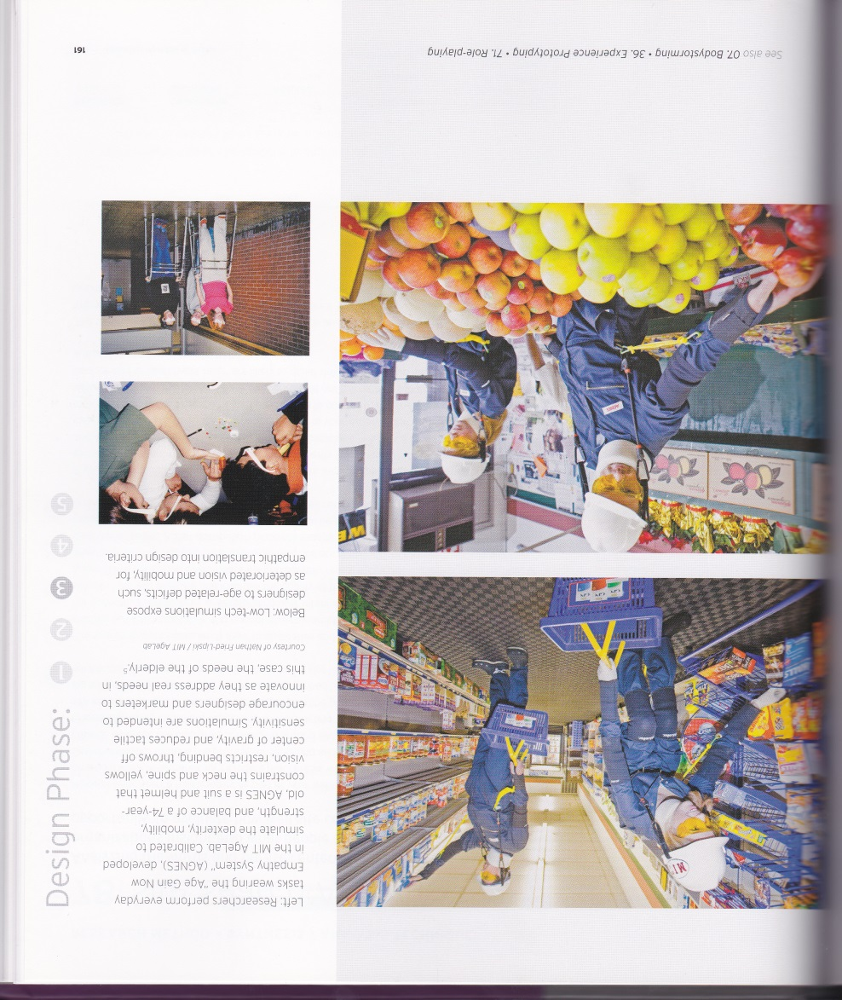 Left: Researchers perform everyday
tasks wearing the "Age Gain Now
Empathy System" (AGNES), developed
in the MIT AgeLab. Calibrated to
simulate the dexterity, mobility,
strength, and balance of a 74-year-
old, AGNES is a suit and helmet that
constrains the neck and spine, yellows
vision, restricts bending, throws off
center of gravity, and reduces tactile
sensitivity. Simulations are intended to
encourage designers and marketers to
innovate as they address real needs, in
this case, the needs of the elderly.⁵
Courtesy of Nathan Fried-Lipski / MIT AgeLab
Below: Low-tech simulations expose
designers to age-related deficits, such
as deteriorated vision and mobility, for
empathic translation into design criteria.
Design Phase: 1 2 3 4 5
MIT
AGNES
See also 07. Bodystorming • 36. Experience Prototyping • 71. Role-playing
161